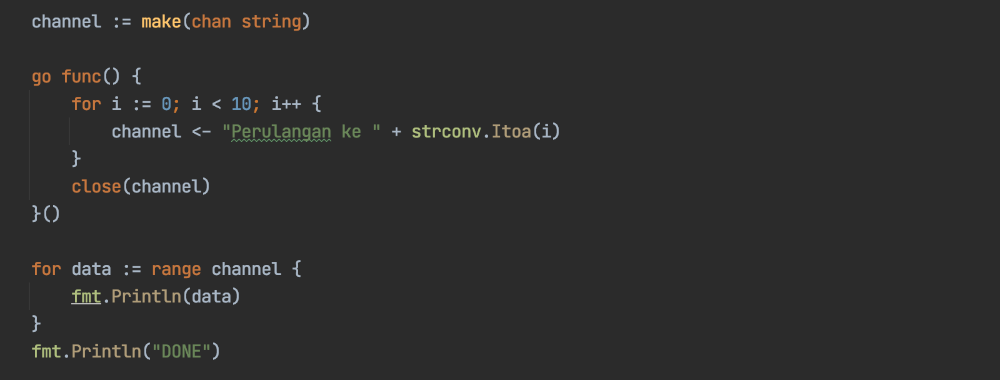 channel := make(chan string)
go func() {
for i := 0; i < 10; i++ {
channel <- "Perulangan ke " + strconv.Itoa(i)
}
close(channel)
}()
for data := range channel {
fmt.Println(data)
}
fmt.Println("DONE")